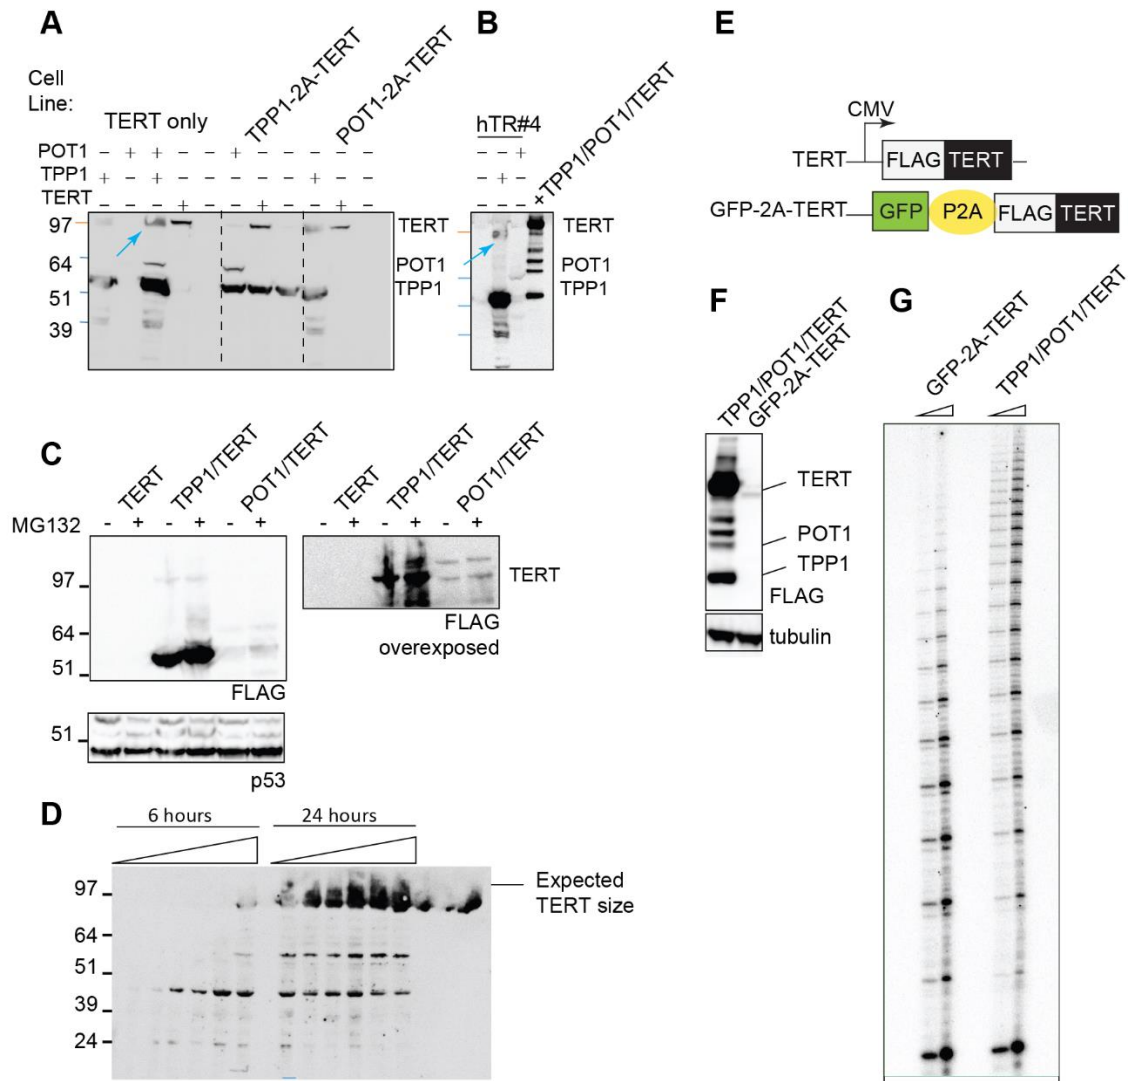 A
Cell
Line:
TERT only
TPP1-2A-TERT
POT1-2A-TERT
POT1 - + + - - + - - - - -
TPP1 + - + - - - - - + - -
TERT - - - + - - + - - + -
97
64
51
39
TERT
POT1
TPP1
B
hTR#4
+TPP1/POT1/TERT
- - +
- + -
- - -
TERT
POT1
TPP1
C
TERT
TPP1/TERT
POT1/TERT
MG132 - + - + - +
97
64
51
FLAG
51
p53
TERT
TPP1/TERT
POT1/TERT
- + - + - +
TERT
FLAG
overexposed
D
6 hours
24 hours
97
64
51
39
24
Expected
TERT size
E
CMV
TERT
FLAG TERT
GFP-2A-TERT
GFP P2A FLAG TERT
F
TPP1/POT1/TERT
GFP-2A-TERT
TERT
POT1
TPP1
FLAG
tubulin
G
GFP-2A-TERT
TPP1/POT1/TERT